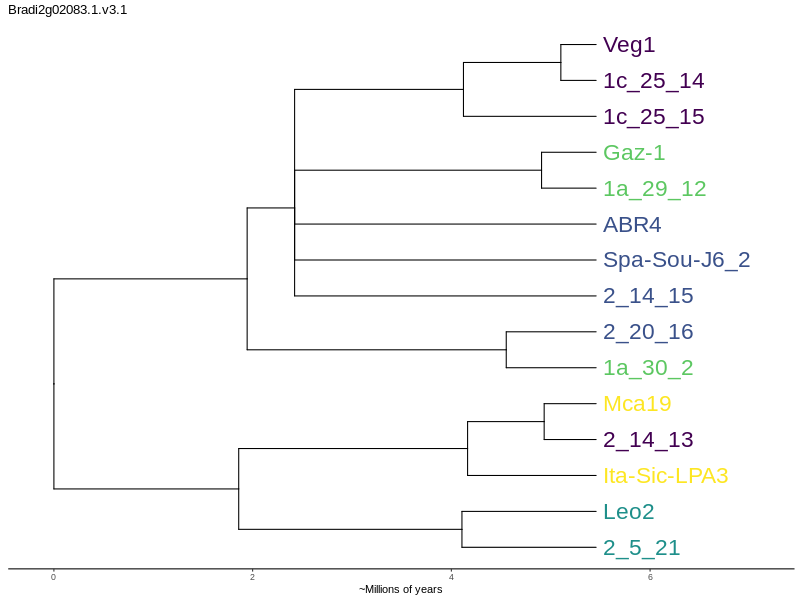 Bradi2g02083.1.v3.1
Veg1
1c_25_14
1c_25_15
Gaz-1
1a_29_12
ABR4
Spa-Sou-J6_2
2_14_15
2_20_16
1a_30_2
Mca19
2_14_13
Ita-Sic-LPA3
Leo2
2_5_21
0 2 4 6
~Millions of years